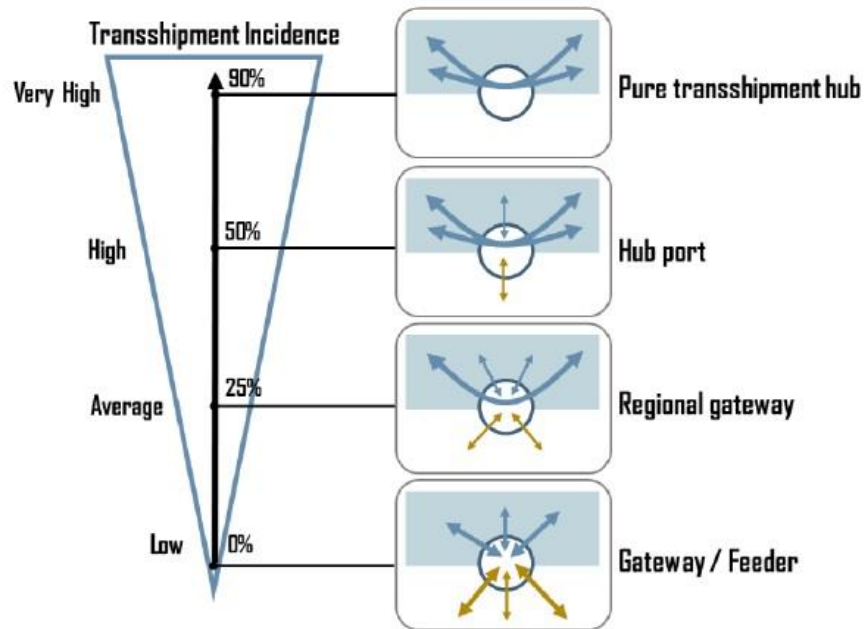 Transshipment Incidence
Very High
90%
Pure transshipment hub
High
50%
Hub port
Average
25%
Regional gateway
Low
0%
Gateway / Feeder